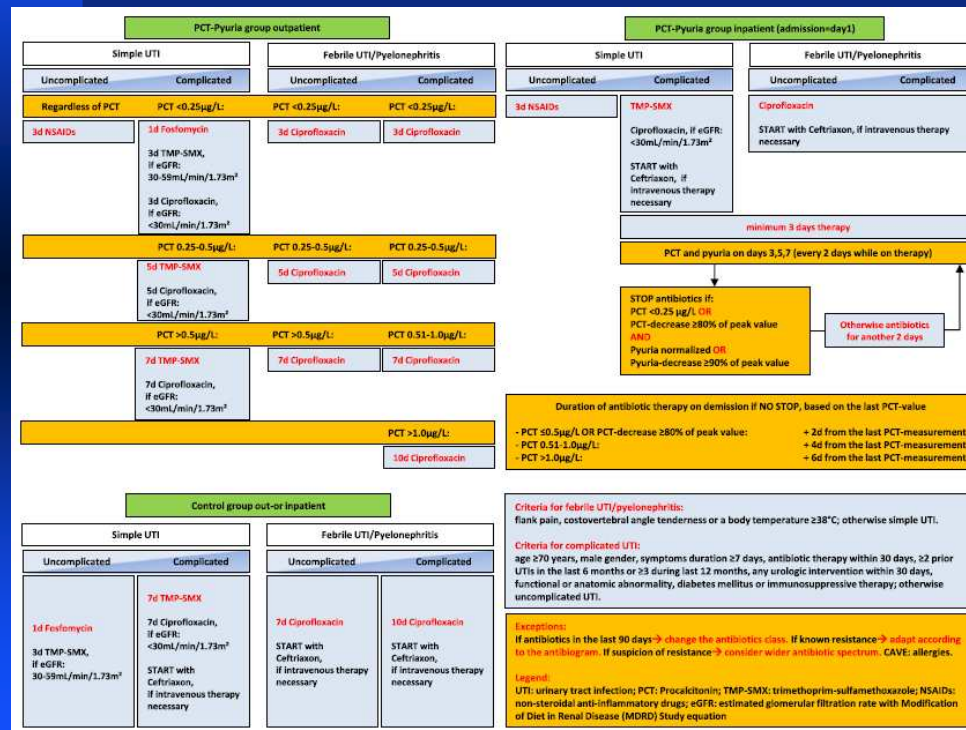 PCT-Pyuria group outpatient
Simple UTI
Febrile UTI/Pyelonephritis
Uncomplicated
Complicated
Uncomplicated
Complicated
Regardless of PCT
PCT <0.25µg/L:
PCT <0.25µg/L:
PCT <0.25µg/L:
3d NSAIDs
1d Fosfomycin
3d TMP-SMX,
if eGFR:
30-59mL/min/1.73m²
3d Ciprofloxacin,
if eGFR:
<30mL/min/1.73m²
3d Ciprofloxacin
3d Ciprofloxacin
PCT 0.25-0.5µg/L:
PCT 0.25-0.5µg/L:
PCT 0.25-0.5µg/L:
5d TMP-SMX
5d Ciprofloxacin,
if eGFR:
<30mL/min/1.73m²
5d Ciprofloxacin
5d Ciprofloxacin
PCT >0.5µg/L:
PCT >0.5µg/L:
PCT 0.51-1.0µg/L:
7d TMP-SMX
7d Ciprofloxacin,
if eGFR:
<30mL/min/1.73m²
7d Ciprofloxacin
7d Ciprofloxacin
PCT >1.0µg/L:
10d Ciprofloxacin
PCT-Pyuria group inpatient (admission=day1)
Simple UTI
Febrile UTI/Pyelonephritis
Uncomplicated
Complicated
Uncomplicated
Complicated
3d NSAIDs
TMP-SMX
Ciprofloxacin, if eGFR:
<30mL/min/1.73m²
START with
Ceftriaxon, if
intravenous therapy
necessary
Ciprofloxacin
START with Ceftriaxon, if intravenous therapy
necessary
minimum 3 days therapy
PCT and pyuria on days 3,5,7 (every 2 days while on therapy)
STOP antibiotics if:
PCT <0.25 µg/L OR
PCT-decrease ≥80% of peak value
AND
Pyuria normalized OR
Pyuria-decrease ≥90% of peak value
Otherwise antibiotics
for another 2 days
Duration of antibiotic therapy on demission if NO STOP, based on the last PCT-value
- PCT ≤0.5µg/L OR PCT-decrease ≥80% of peak value: + 2d from the last PCT-measurement
- PCT 0.51-1.0µg/L: + 4d from the last PCT-measurement
- PCT >1.0µg/L: + 6d from the last PCT-measurement
Control group out-or inpatient
Simple UTI
Febrile UTI/Pyelonephritis
Uncomplicated
Complicated
Uncomplicated
Complicated
1d Fosfomycin
3d TMP-SMX,
if eGFR:
30-59mL/min/1.73m²
7d TMP-SMX
7d Ciprofloxacin,
if eGFR:
<30mL/min/1.73m²
START with
Ceftriaxon,
if intravenous therapy
necessary
7d Ciprofloxacin
START with
Ceftriaxon,
if intravenous therapy
necessary
10d Ciprofloxacin
START with
Ceftriaxon,
if intravenous therapy
necessary
Criteria for febrile UTI/pyelonephritis:
flank pain, costovertebral angle tenderness or a body temperature ≥38°C; otherwise simple UTI.
Criteria for complicated UTI:
age ≥70 years, male gender, symptoms duration ≥7 days, antibiotic therapy within 30 days, ≥2 prior
UTIs in the last 6 months or ≥3 during last 12 months, any urologic intervention within 30 days,
functional or anatomic abnormality, diabetes mellitus or immunosuppressive therapy; otherwise
uncomplicated UTI.
Exceptions:
If antibiotics in the last 90 days→ change the antibiotics class. If known resistance→ adapt according
to the antibiogram. If suspicion of resistance→ consider wider antibiotic spectrum. CAVE: allergies.
Legend:
UTI: urinary tract infection; PCT: Procalcitonin; TMP-SMX: trimethoprim-sulfamethoxazole; NSAIDs:
non-steroidal anti-inflammatory drugs; eGFR: estimated glomerular filtration rate with Modification
of Diet in Renal Disease (MDRD) Study equation